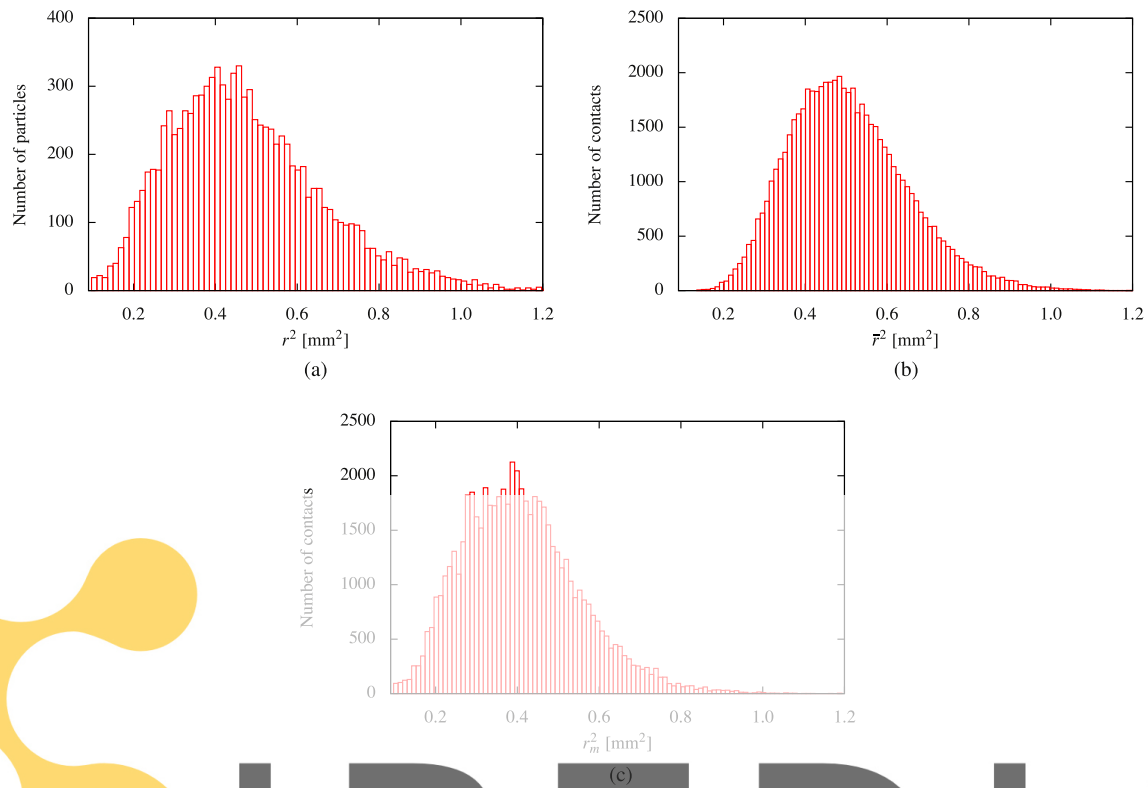 400
300
200
100
0
0.2 0.4 0.6 0.8 1.0 1.2
Number of particles
r² [mm²]
(a)
2500
2000
1500
1000
500
0
0.2 0.4 0.6 0.8 1.0 1.2
Number of contacts
r̄² [mm²]
(b)
2500
2000
1500
1000
500
0
0.2 0.4 0.6 0.8 1.0 1.2
Number of contacts
r²ₘ [mm²]
(c)